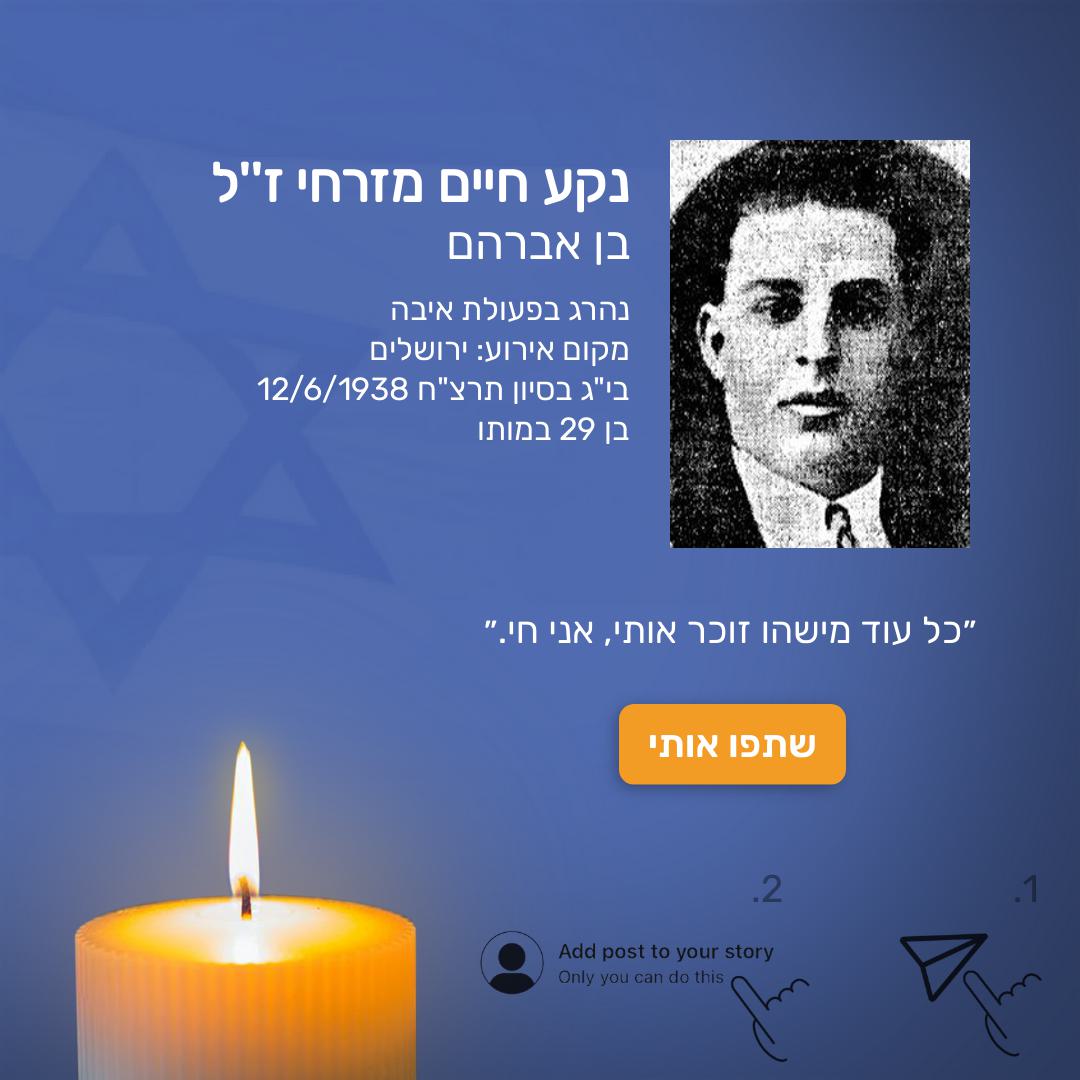 נקע חיים מזרחי ז"ל
בן אברהם
נהרג בפעולת איבה
מקום אירוע: ירושלים
בי"ג בסיון תרצ"ח 12/6/1938
בן 29 במותו
״כל עוד מישהו זוכר אותי, אני חי.״
שתפו אותי
.1
.2
Add post to your story
Only you can do this